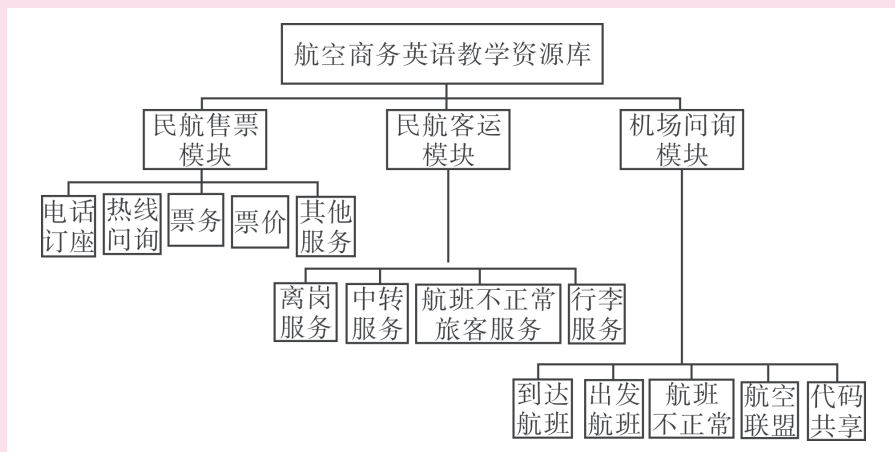 航空商务英语教学资源库
民航售票
模块
民航客运
模块
机场问询
模块
电话
订座
热线
问询
票务
票价
其他
服务
离岗
服务
中转
服务
航班不正常
旅客服务
行李
服务
到达
航班
出发
航班
航班
不正常
航空
联盟
代码
共享